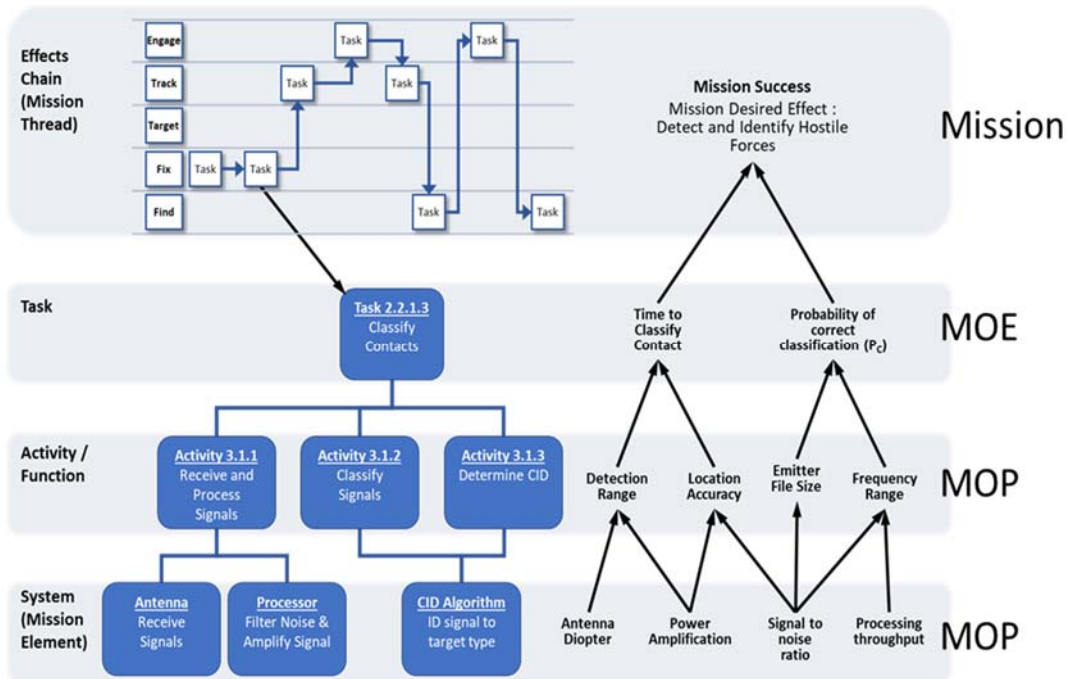 Effects
Chain
(Mission
Thread)
Engage
Track
Target
Fix
Find
Task
Task
Task
Task
Task
Task
Task
Task
Mission Success
Mission Desired Effect :
Detect and Identify Hostile
Forces
Mission
Task
Task 2.2.1.3
Classify
Contacts
Time to
Classify
Contact
Probability of
correct
classification (PC)
MOE
Activity /
Function
Activity 3.1.1
Receive and
Process
Signals
Activity 3.1.2
Classify
Signals
Activity 3.1.3
Determine CID
Detection
Range
Location
Accuracy
Emitter
File Size
Frequency
Range
MOP
System
(Mission
Element)
Antenna
Receive
Signals
Processor
Filter Noise &
Amplify Signal
CID Algorithm
ID signal to
target type
Antenna
Diopter
Power
Amplification
Signal to
noise
ratio
Processing
throughput
MOP